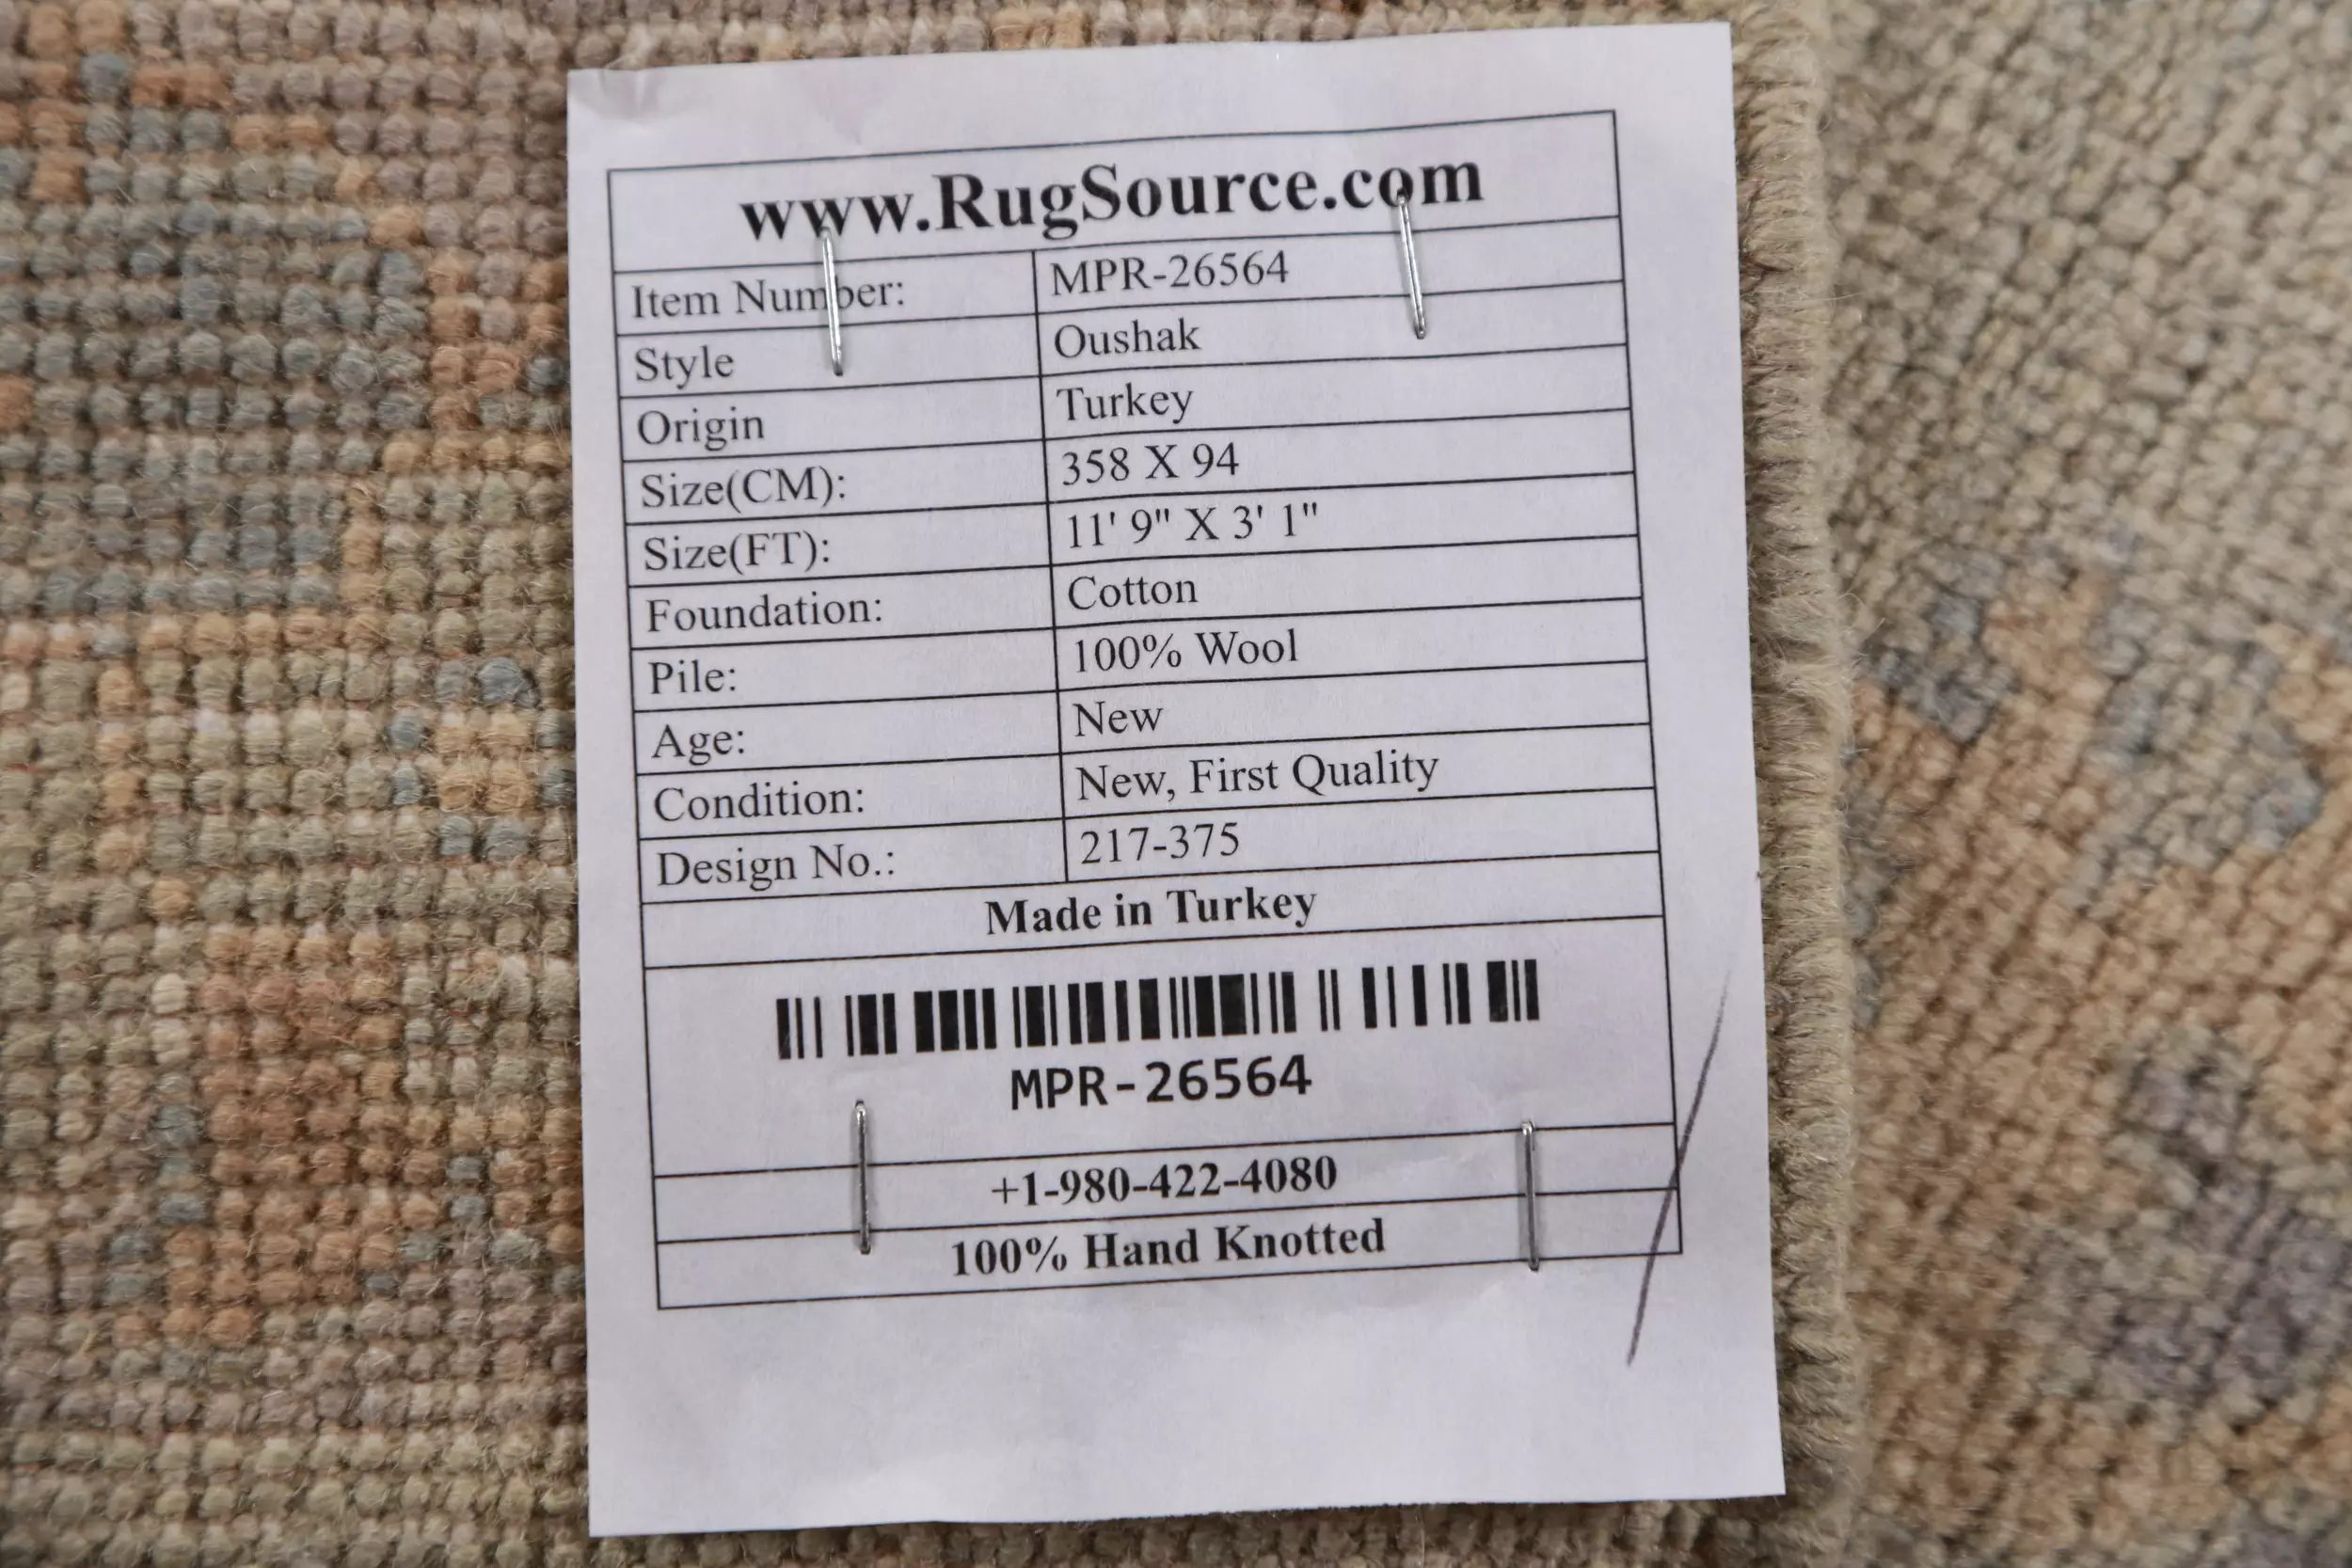 www.RugSource.com
Item Number: MPR-26564
Style Oushak
Origin Turkey
Size(CM): 358 X 94
Size(FT): 11' 9" X 3' 1"
Foundation: Cotton
Pile: 100% Wool
Age: New
Condition: New, First Quality
Design No.: 217-375
Made in Turkey
MPR-26564
+1-980-422-4080
100% Hand Knotted